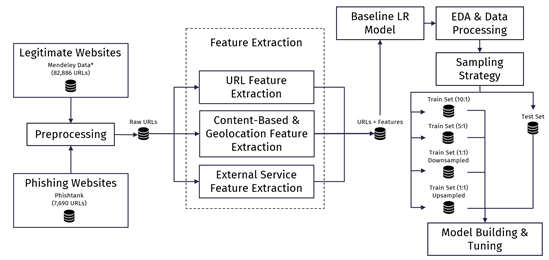 Legitimate Websites
Mendeley Data*
(82,886 URLs)
Preprocessing
Phishing Websites
Phishtank
(7,690 URLs)
Raw URLs
Feature Extraction
URL Feature
Extraction
Content-Based &
Geolocation Feature
Extraction
External Service
Feature Extraction
URLs + Features
Baseline LR
Model
EDA & Data
Processing
Sampling
Strategy
Train Set (10:1)
Train Set (5:1)
Train Set (1:1)
Downsampled
Train Set (1:1)
Upsampled
Test Set
Model Building &
Tuning